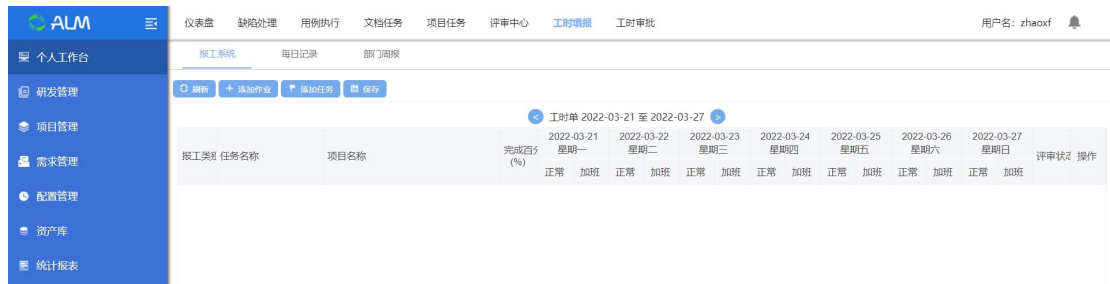 ALM
仪表盘 缺陷处理 用例执行 文档任务 项目任务 评审中心 工时填报 工时审批 用户名：zhaoxf
个人工作台
研发管理
项目管理
需求管理
配置管理
资产库
统计报表
报工系统 每日记录 部门周报
刷新 + 添加作业 添加任务 保存
< 工时单 2022-03-21 至 2022-03-27 >
报工类别 任务名称 项目名称 完成百分 (%) 2022-03-21 2022-03-22 2022-03-23 2022-03-24 2022-03-25 2022-03-26 2022-03-27 评审状态 操作
星期一 星期二 星期三 星期四 星期五 星期六 星期日
正常 加班 正常 加班 正常 加班 正常 加班 正常 加班 正常 加班 正常 加班